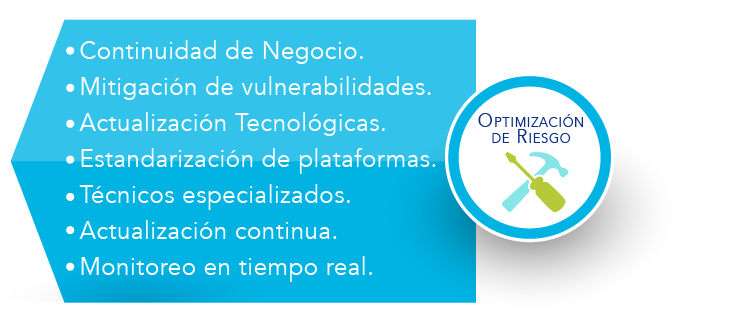 • Continuidad de Negocio.
• Mitigación de vulnerabilidades.
• Actualización Tecnológicas.
• Estandarización de plataformas.
• Técnicos especializados.
• Actualización continua.
• Monitoreo en tiempo real.
Optimización
de Riesgo